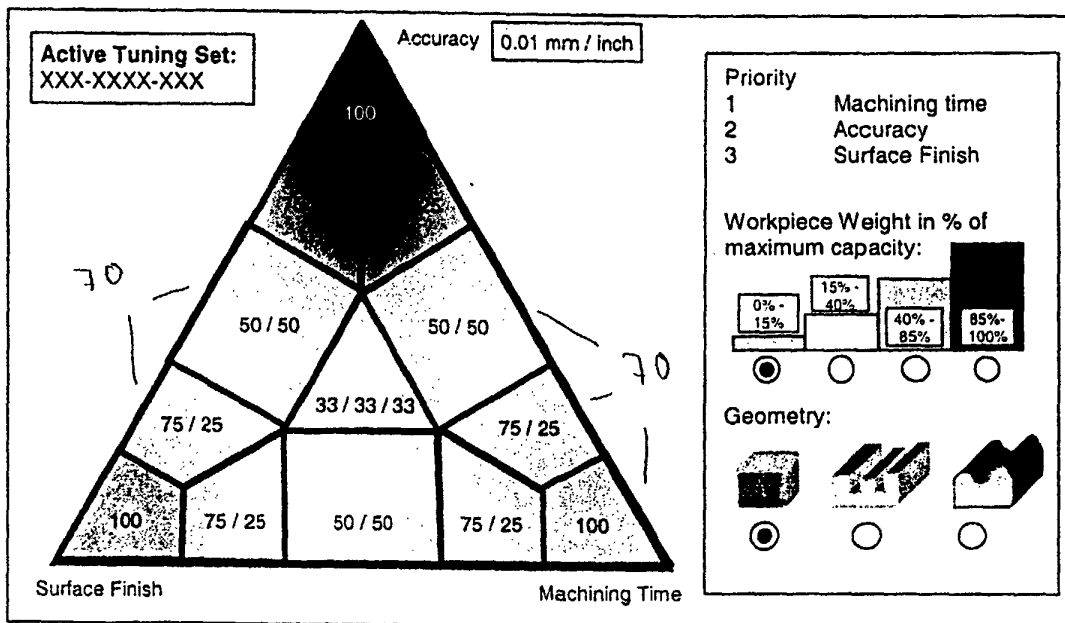 Active Tuning Set:
XXX-XXXX-XXX
Accuracy
0.01 mm / inch
100
50 / 50
50 / 50
33 / 33 / 33
75 / 25
75 / 25
100
75 / 25
50 / 50
75 / 25
100
Surface Finish
Machining Time
70
70
Priority
1 Machining time
2 Accuracy
3 Surface Finish
Workpiece Weight in % of
maximum capacity:
0% -
15%
15% -
40%
40% -
85%
85%-
100%
Geometry: